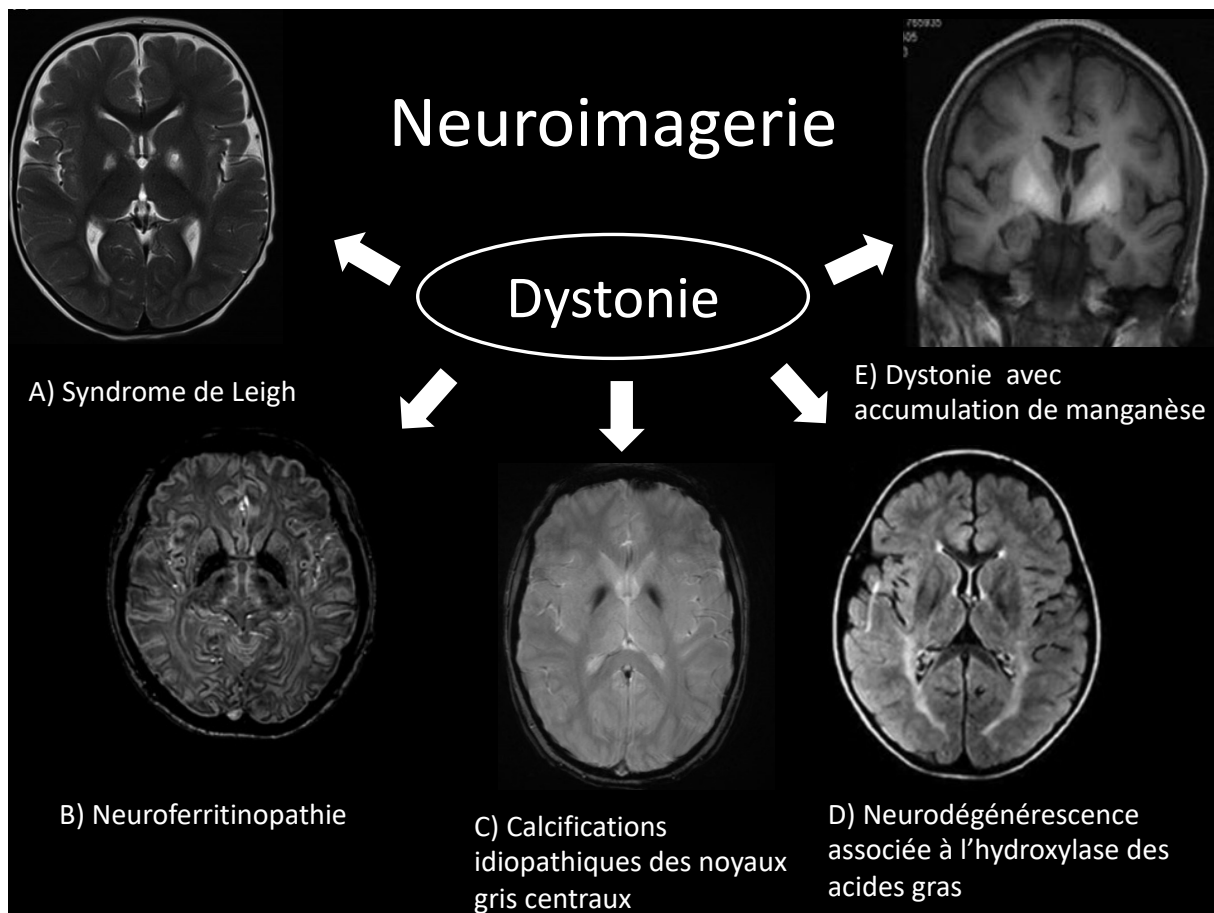 Neuroimagerie
Dystonie
A) Syndrome de Leigh
E) Dystonie  avec
accumulation de manganèse
B) Neuroferritinopathie
C) Calcifications
idiopathiques des noyaux
gris centraux
D) Neurodégénérescence
associée à l’hydroxylase des
acides gras